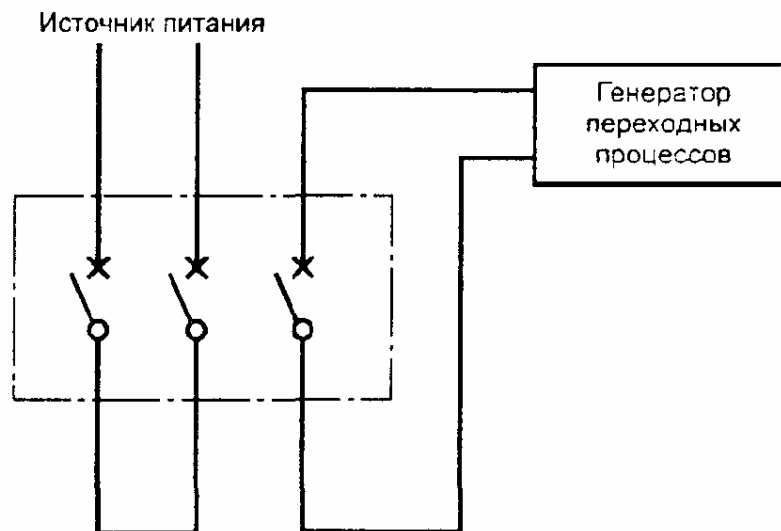 Источник питания
Генератор
переходных
процессов